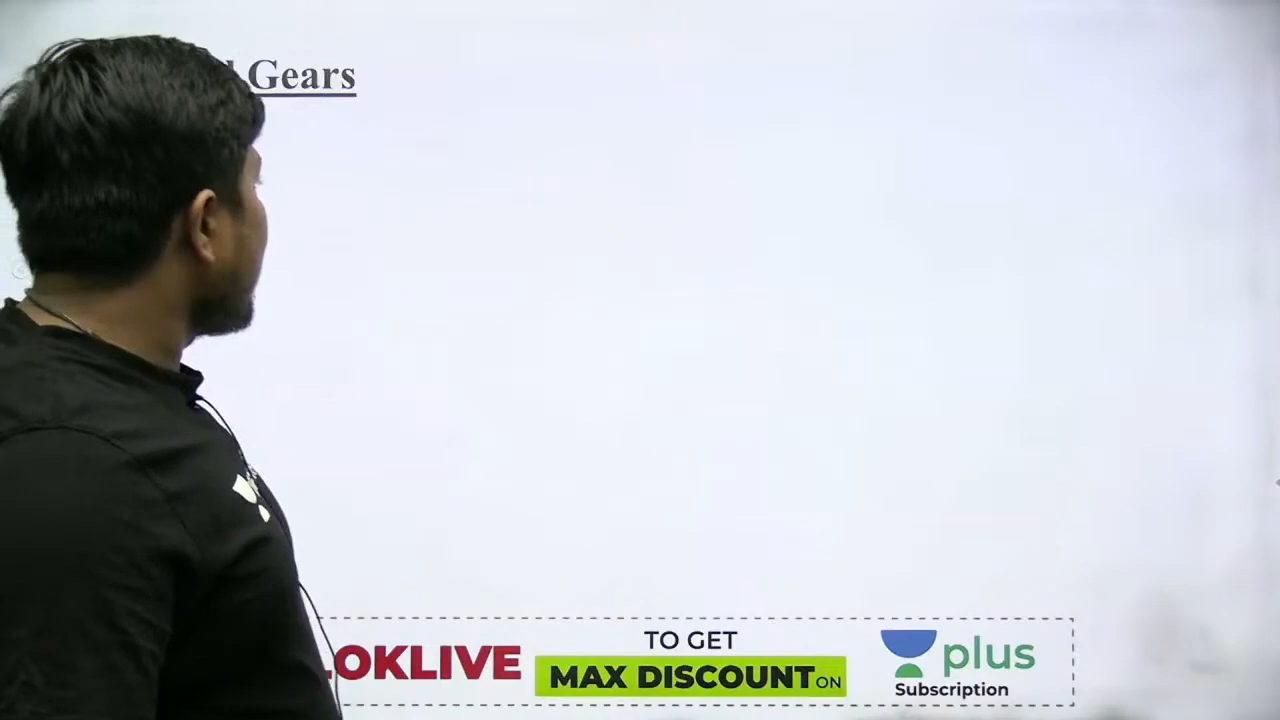 Gears
OKLIVE
TO GET
MAX DISCOUNT ON
plus
Subscription